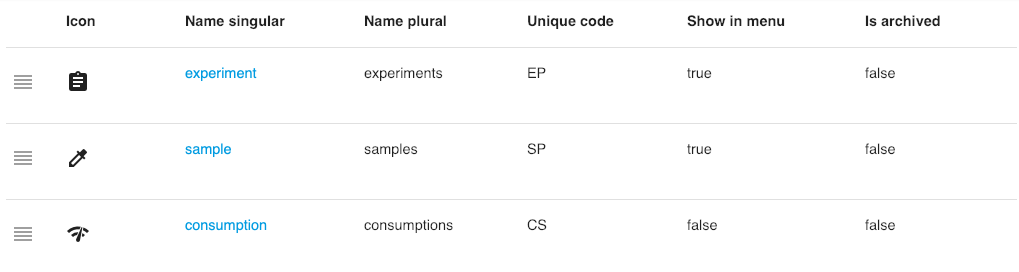 Icon Name singular Name plural Unique code Show in menu Is archived
experiment experiments EP true false
sample samples SP true false
consumption consumptions CS false false